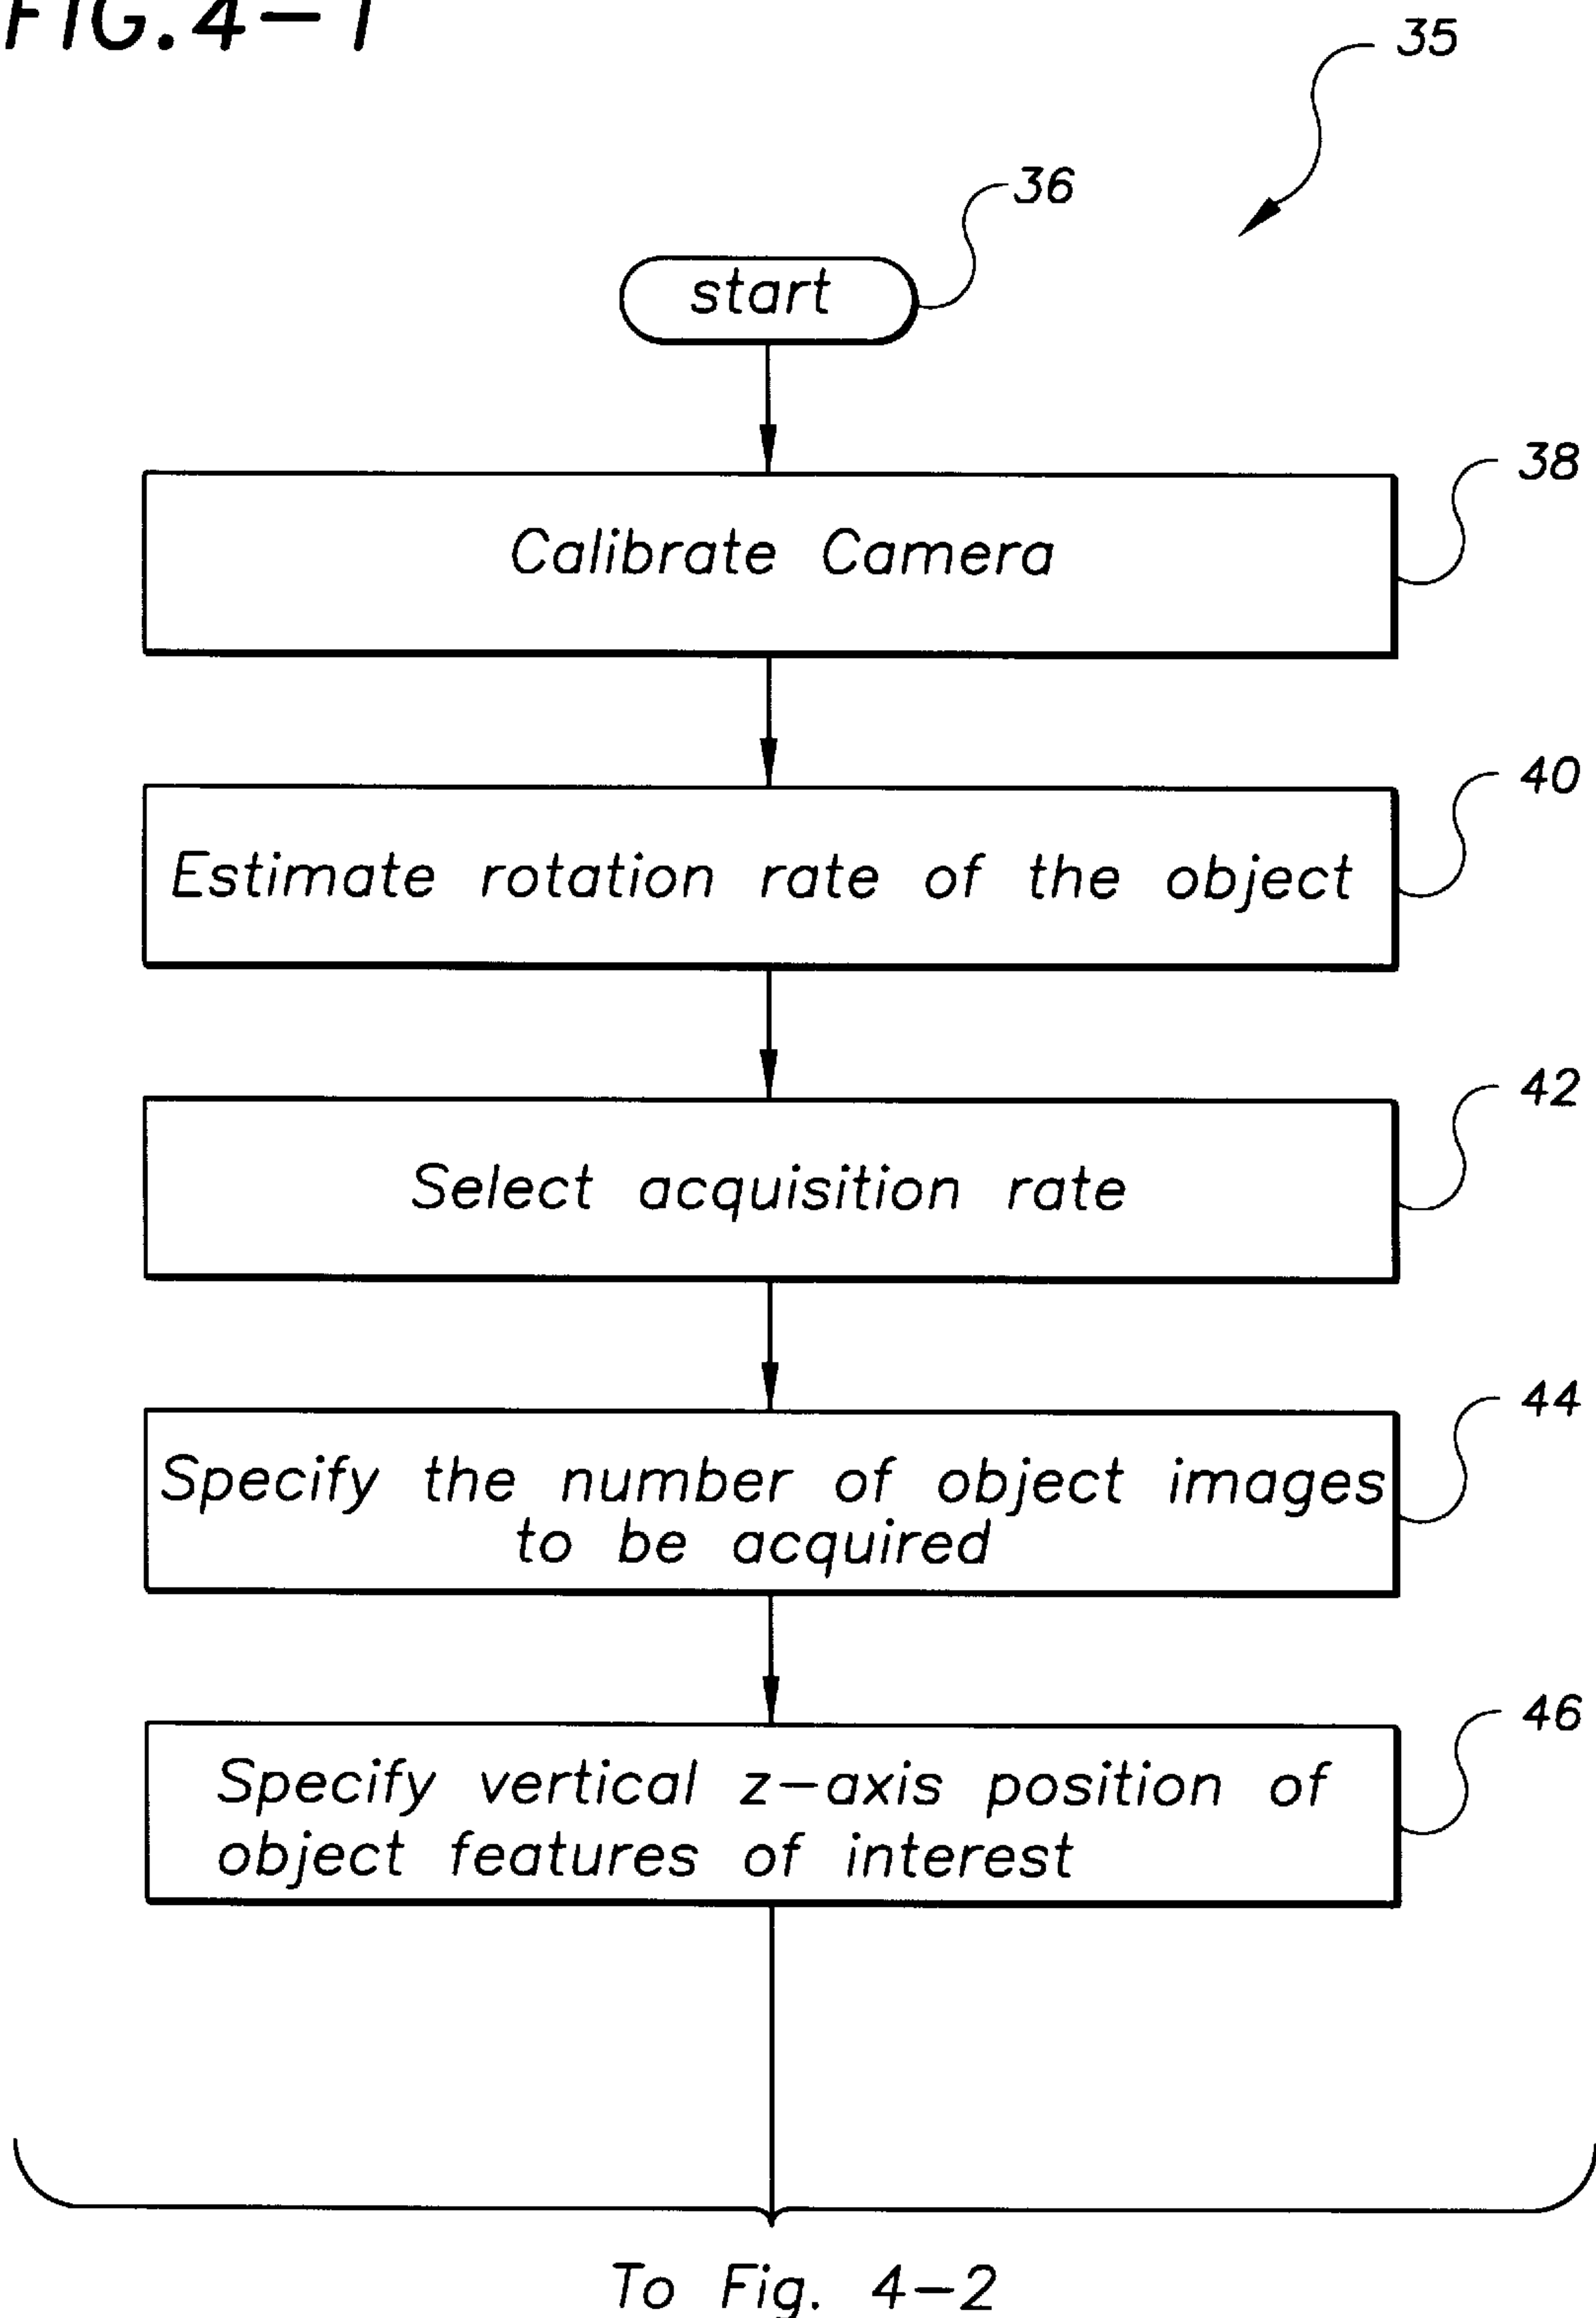 FIG. 4-1
35
36
start
38
Calibrate Camera
40
Estimate rotation rate of the object
42
Select acquisition rate
44
Specify the number of object images
to be acquired
46
Specify vertical z-axis position of
object features of interest
To Fig. 4-2